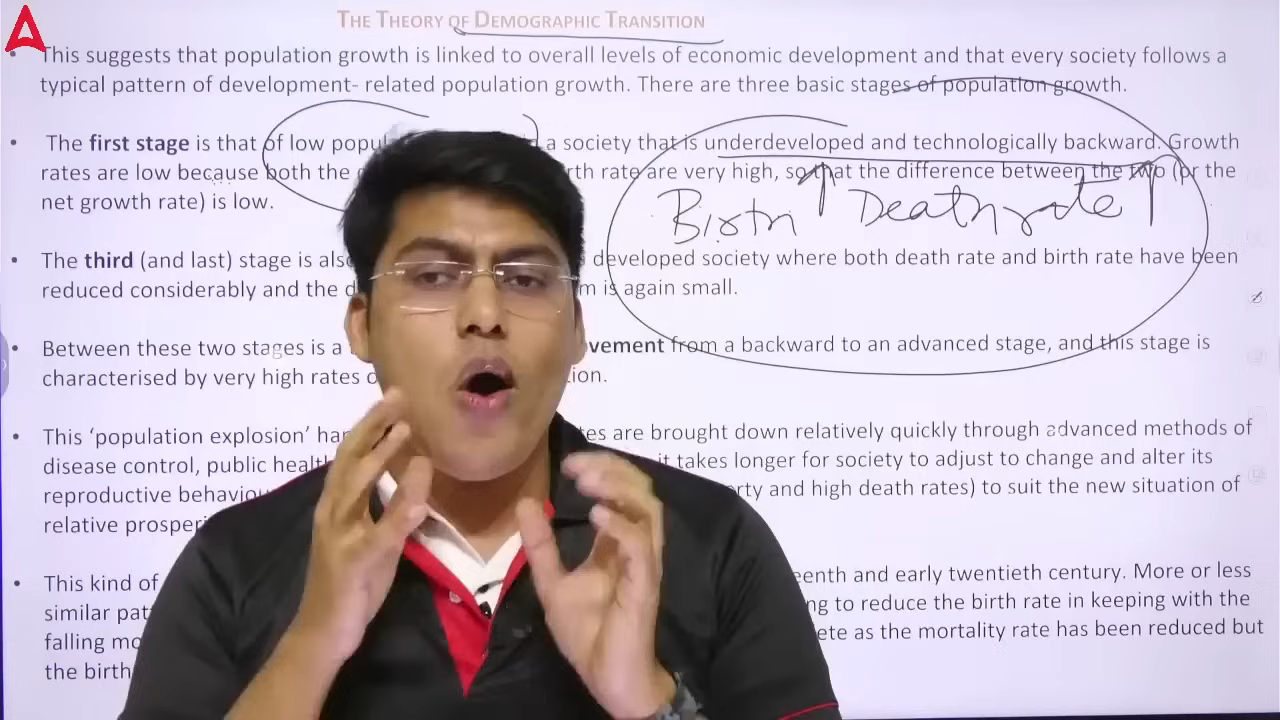 THE THEORY OF DEMOGRAPHIC TRANSITION
• This suggests that population growth is linked to overall levels of economic development and that every society follows a
typical pattern of development- related population growth. There are three basic stages of population growth.
• The first stage is that of low popul a society that is underdeveloped and technologically backward. Growth
rates are low because both the rth rate are very high, so that the difference between the two (or the
net growth rate) is low.
Birth ↑ Death rate ↑
• The third (and last) stage is also developed society where both death rate and birth rate have been
reduced considerably and the d m is again small.
• Between these two stages is a vement from a backward to an advanced stage, and this stage is
characterised by very high rates o ion.
• This ‘population explosion’ hap tes are brought down relatively quickly through advanced methods of
disease control, public health it takes longer for society to adjust to change and alter its
reproductive behaviou rty and high death rates) to suit the new situation of
relative prosperi
• This kind of eenth and early twentieth century. More or less
similar pat ng to reduce the birth rate in keeping with the
falling mo ete as the mortality rate has been reduced but
the birth